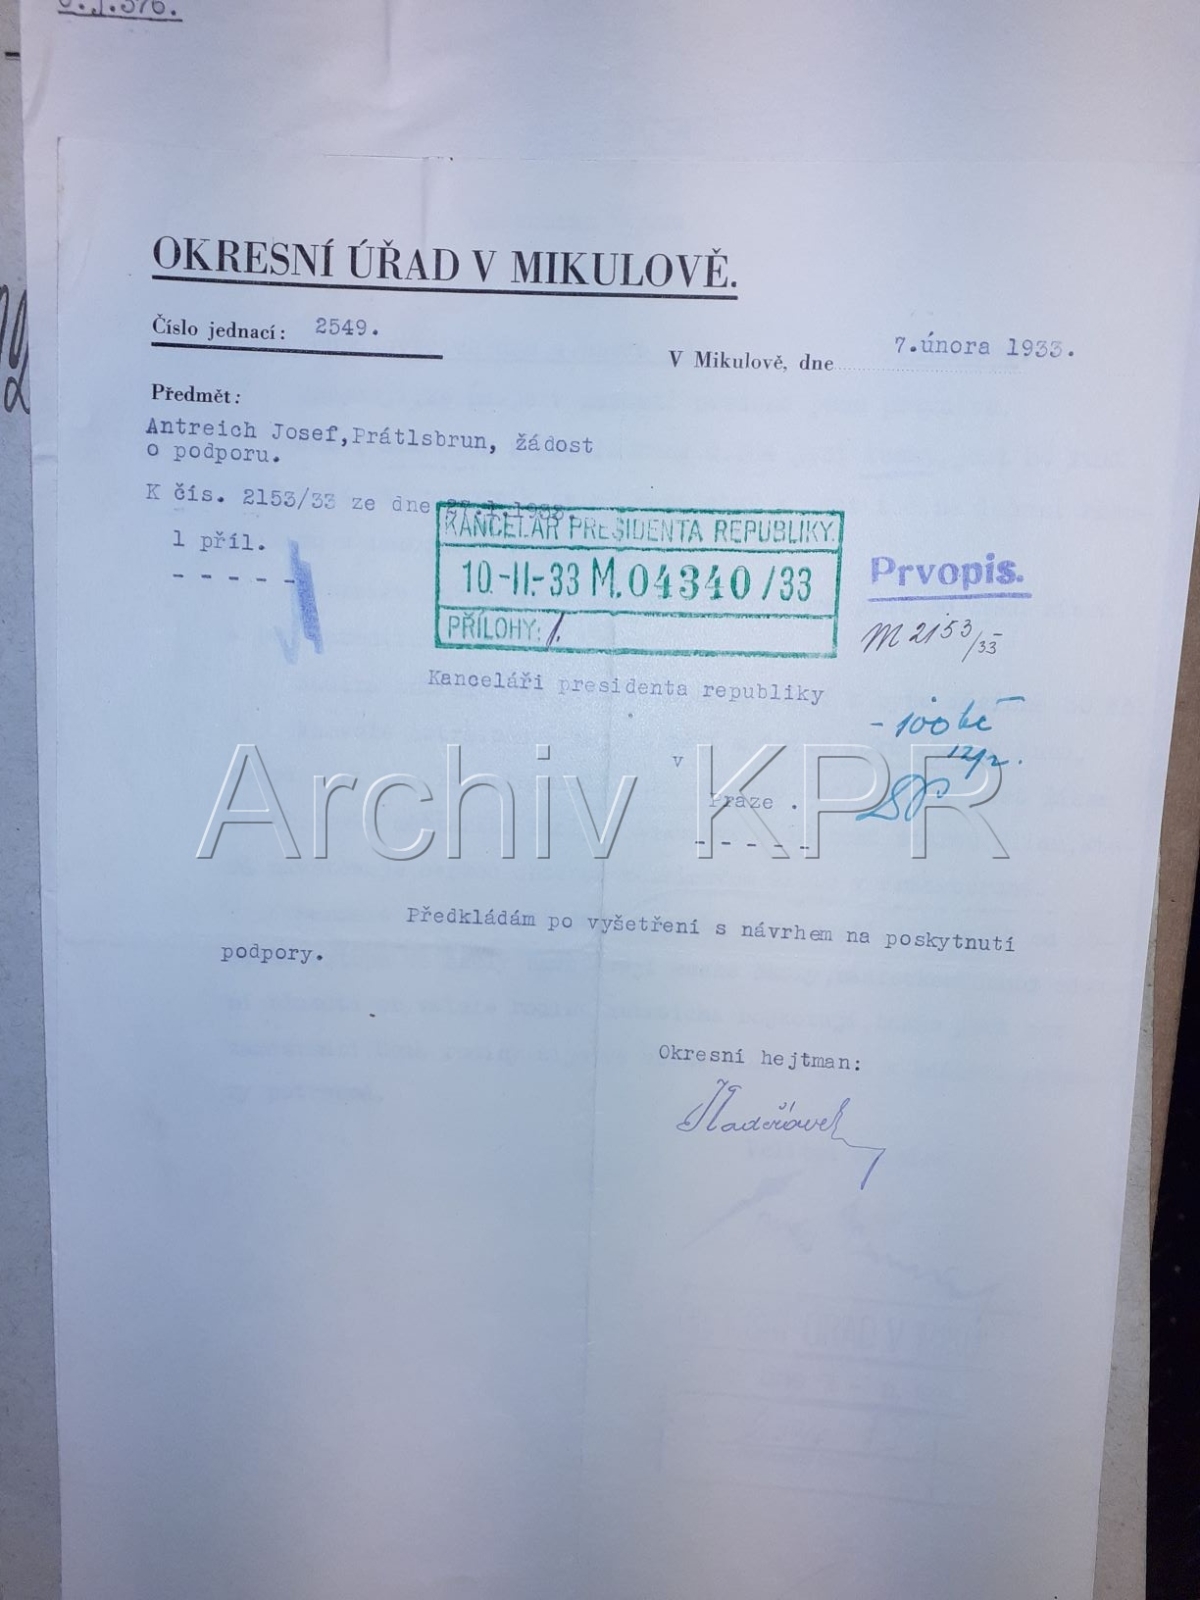 OKRESNÍ ÚŘAD V MIKULOVĚ.
Číslo jednací: 2549.
V Mikulově, dne 7.února 1933.
Předmět:
Antreich Josef,Prátlsbrun, žádost
o podporu.
K čís. 2153/33 ze dne
1 příl.
- - - - -
KANCELÁŘ PRESIDENTA REPUBLIKY.
10-II-33 M.04340/33
PŘÍLOHY: 1.
Prvopis.
M 2153/33
Kanceláři presidenta republiky
- 100 Kč
v
Praze .
- - - - -
Archiv KPR
Předkládám po vyšetření s návrhem na poskytnutí
podpory.
Okresní hejtman: